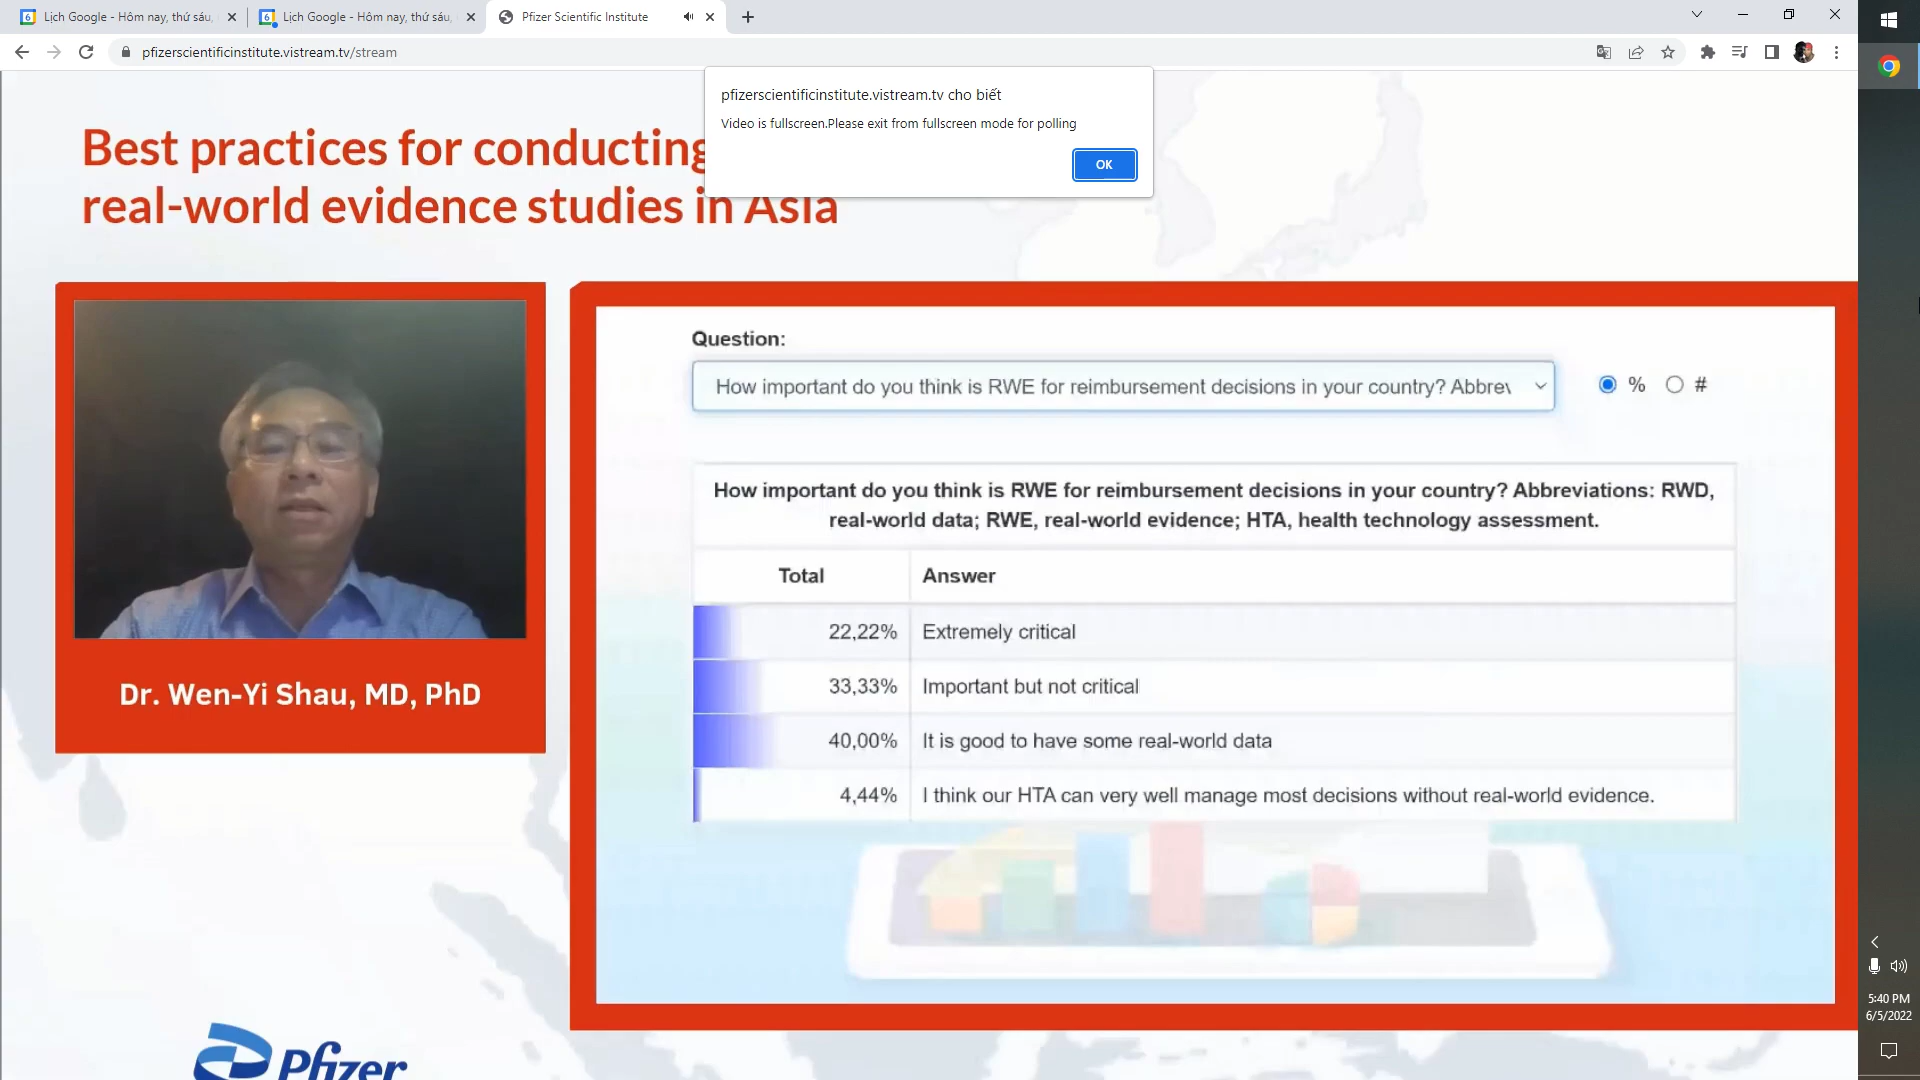 Lịch Google - Hôm nay, thứ sáu,
Lịch Google - Hôm nay, thứ sáu,
Pfizer Scientific Institute
pfizerscientificinstitute.vistream.tv/stream
pfizerscientificinstitute.vistream.tv cho biết
Video is fullscreen.Please exit from fullscreen mode for polling
OK
Best practices for conducting
real-world evidence studies in Asia
Dr. Wen-Yi Shau, MD, PhD
Question:
How important do you think is RWE for reimbursement decisions in your country? Abbrev
% #
How important do you think is RWE for reimbursement decisions in your country? Abbreviations: RWD,
real-world data; RWE, real-world evidence; HTA, health technology assessment.
Total Answer
22,22% Extremely critical
33,33% Important but not critical
40,00% It is good to have some real-world data
4,44% I think our HTA can very well manage most decisions without real-world evidence.
Pfizer
5:40 PM
6/5/2022